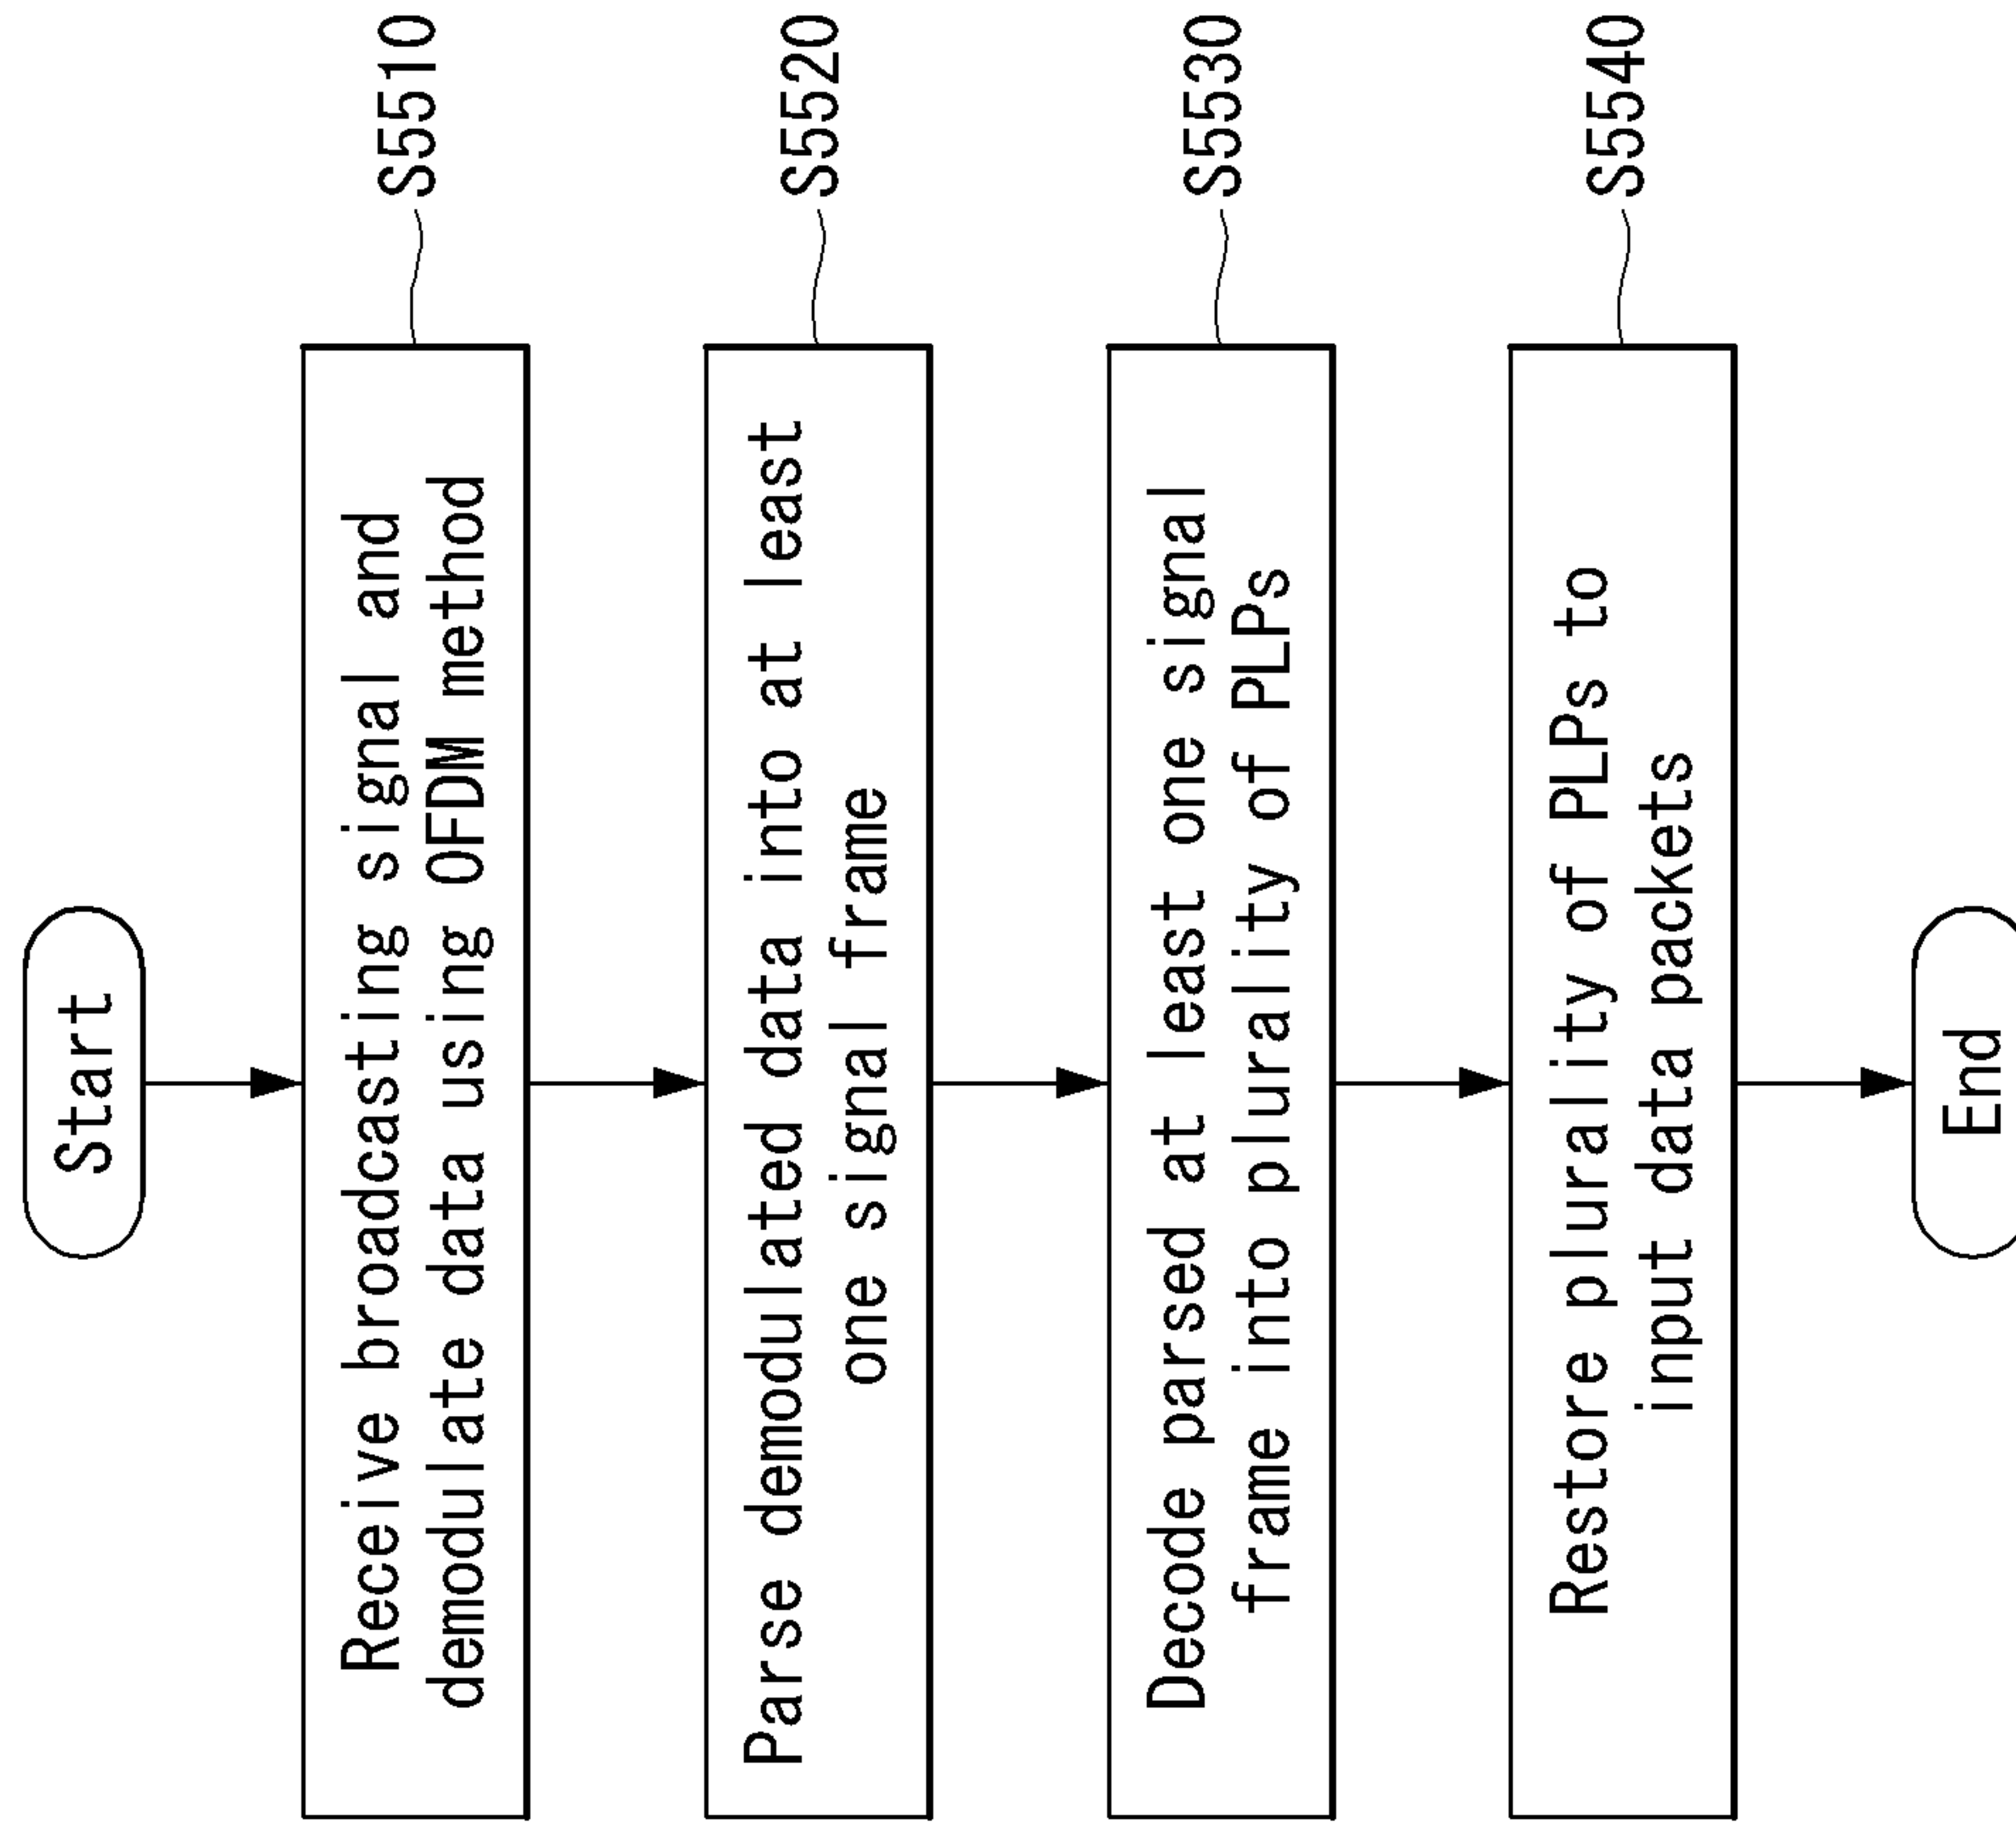 Start
Receive broadcasting signal and
demodulate data using OFDM method
S5510
Parse demodulated data into at least
one signal frame
S5520
Decode parsed at least one signal
frame into plurality of PLPs
S5530
Restore plurality of PLPs to
input data packets
S5540
End